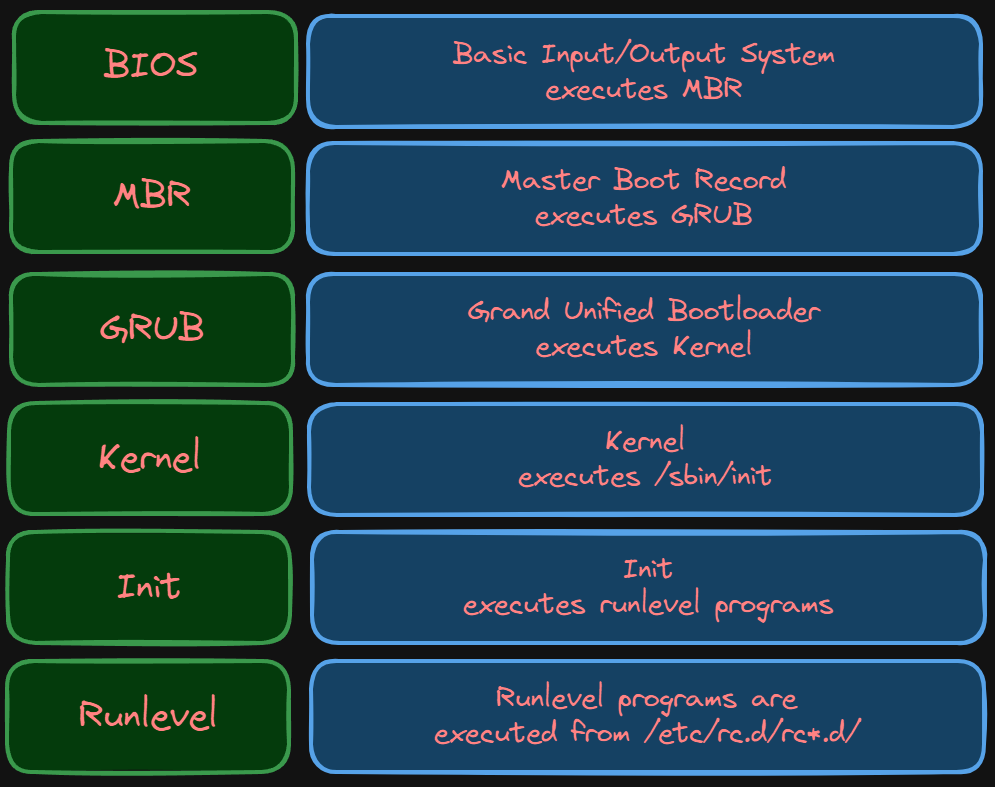 BIOS
Basic Input/Output System
executes MBR
MBR
Master Boot Record
executes GRUB
GRUB
Grand Unified Bootloader
executes Kernel
Kernel
Kernel
executes /sbin/init
Init
Init
executes runlevel programs
Runlevel
Runlevel programs are
executed from /etc/rc.d/rc*.d/